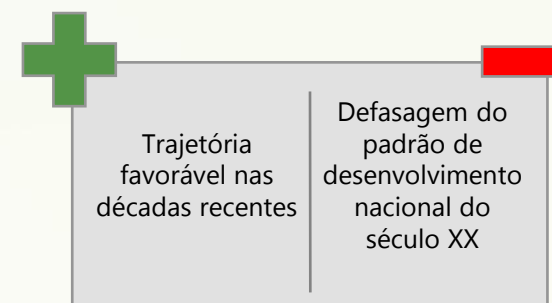 Trajetória
favorável nas
décadas recentes
Defasagem do
padrão de
desenvolvimento
nacional do
século XX